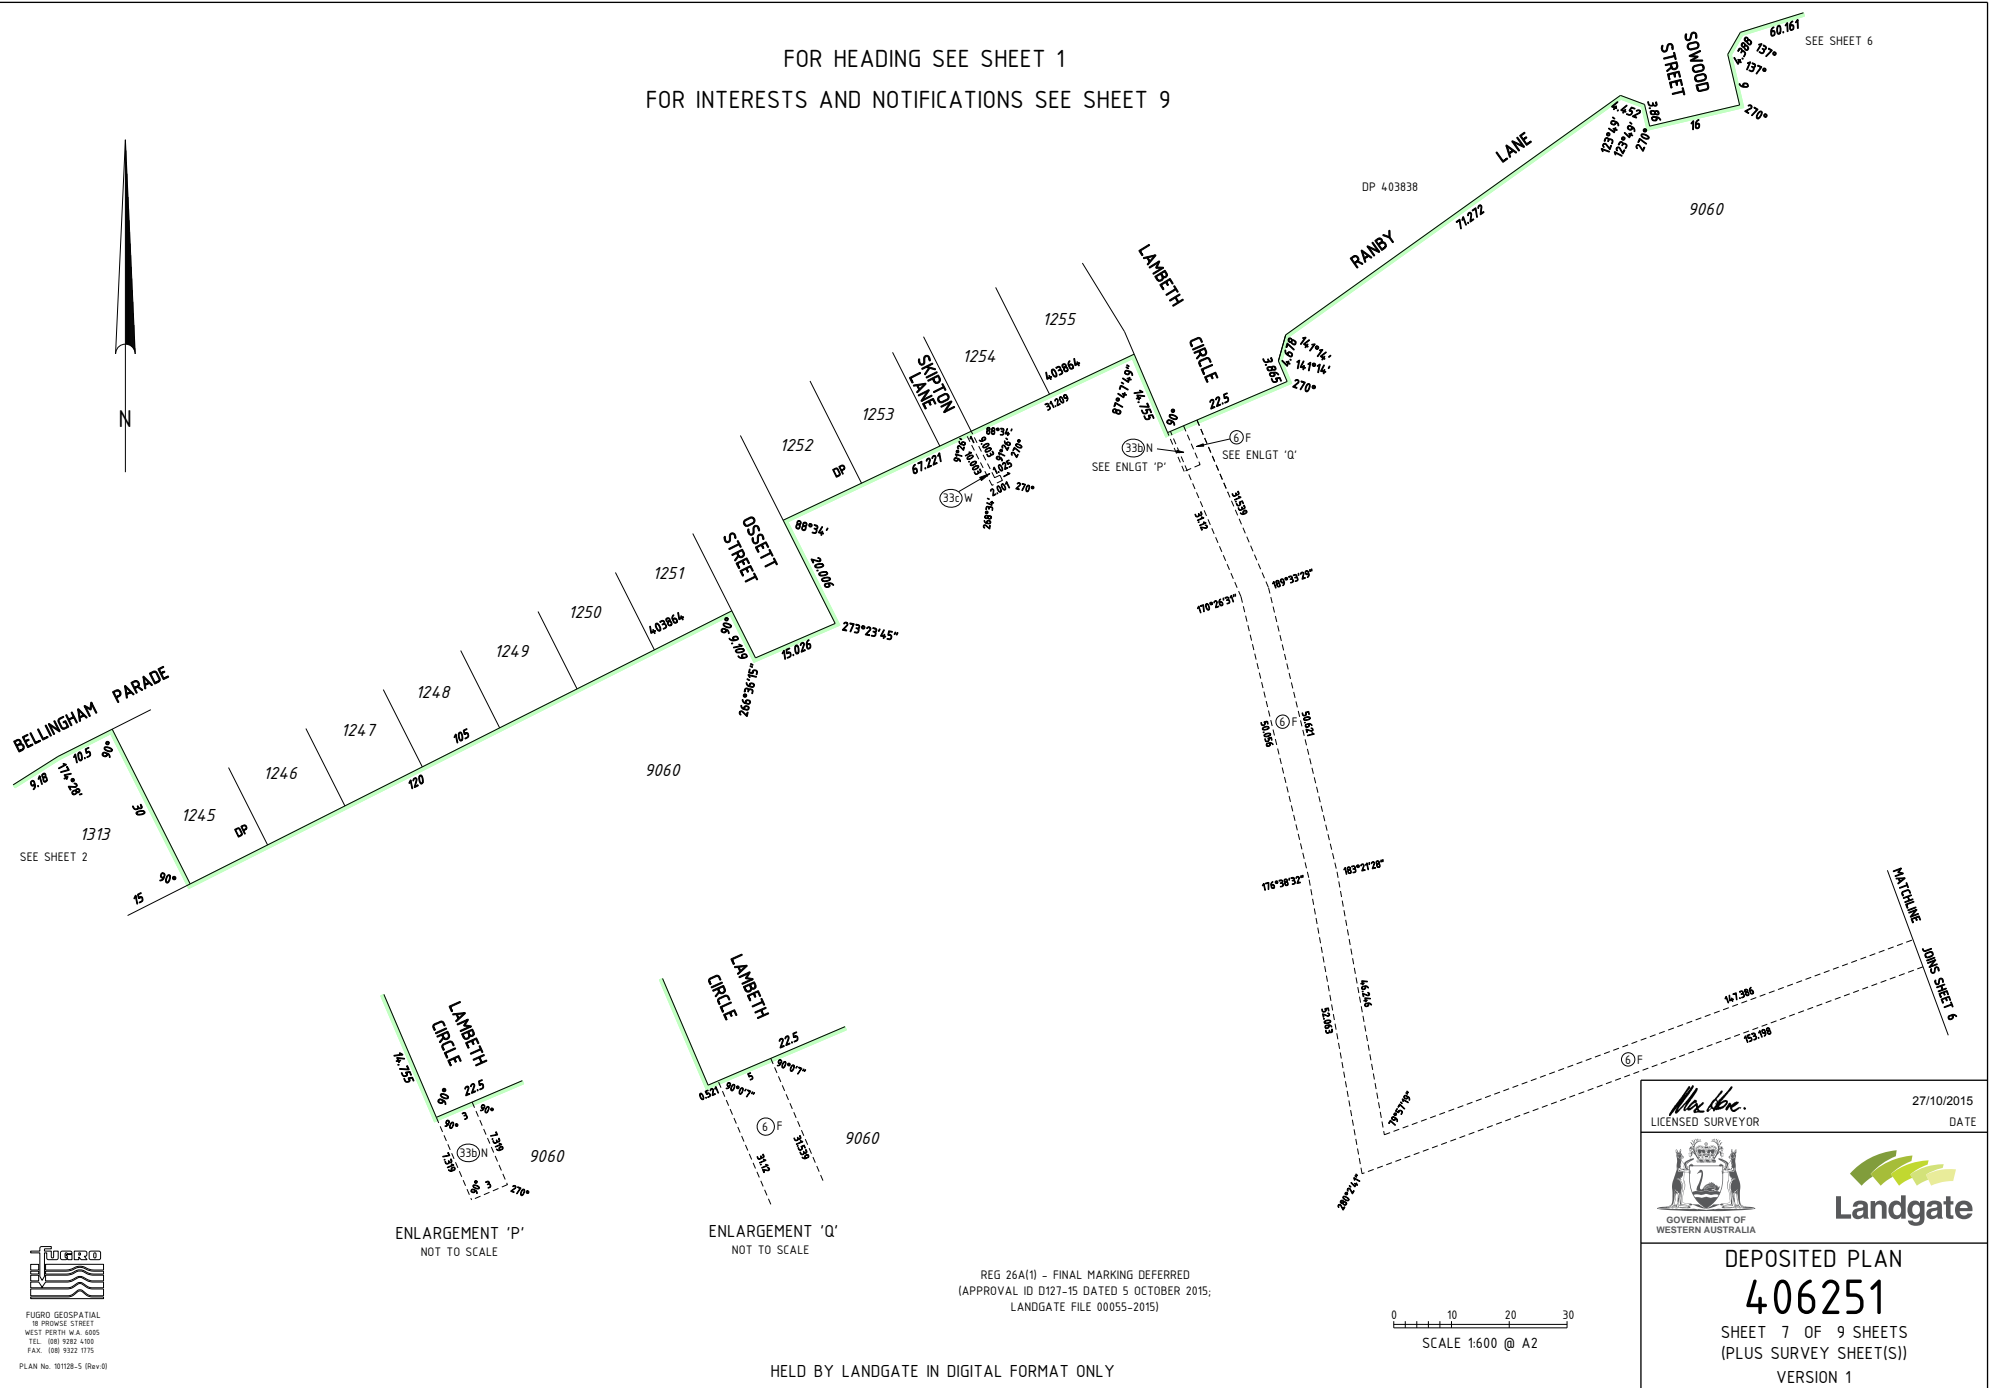 FOR HEADING SEE SHEET 1
FOR INTERESTS AND NOTIFICATIONS SEE SHEET 9
N
SOWOOD
STREET
60.161
SEE SHEET 6
4.388
137°
137°
9
270°
16
3.86
4.452
123°49'
123°49'
270°
RANBY LANE
71.272
DP 403838
9060
LAMBETH
CIRCLE
4.678
141°14'
141°14'
3.865
270°
22.5
90°
14.755
87°47'49"
1255
1254
403864
31.209
SKIPTON
LANE
1253
1252
DP
67.221
88°34'
9.003
91°26'
270°
91°26'
10.003
1.025
1
2.001
270°
268°34'
33c W
33b N
SEE ENLGT 'P'
6 F
SEE ENLGT 'Q'
31.539
31.12
189°33'29"
170°26'31"
OSSETT
STREET
88°34'
20.006
273°23'45"
15.026
90°
9.109
266°36'15"
1251
1250
403864
1249
1248
1247
1246
1245
DP
105
120
9060
BELLINGHAM PARADE
9.18
10.5
174°28'
90°
30
1313
SEE SHEET 2
90°
15
50.056
6 F
50.621
176°38'32"
183°21'28"
52.063
46.246
79°57'19"
280°2'41"
147.386
153.198
6 F
MATCHLINE JOINS SHEET 6
LAMBETH
CIRCLE
14.755
90°
22.5
90°
3
90°
7.319
7.319
33b N
9060
90°
3
270°
ENLARGEMENT 'P'
NOT TO SCALE
LAMBETH
CIRCLE
22.5
0.521
90°0'7"
5
90°0'7"
6 F
31.12
31.539
9060
ENLARGEMENT 'Q'
NOT TO SCALE
FUGRO
FUGRO GEOSPATIAL
18 PROWSE STREET
WEST PERTH W.A. 6005
TEL. (08) 9282 4100
FAX. (08) 9322 1775
PLAN No. 101128-5 (Rev:0)
REG 26A(1) - FINAL MARKING DEFERRED
(APPROVAL ID D127-15 DATED 5 OCTOBER 2015;
LANDGATE FILE 00055-2015)
HELD BY LANDGATE IN DIGITAL FORMAT ONLY
0 10 20 30
SCALE 1:600 @ A2
27/10/2015
LICENSED SURVEYOR DATE
GOVERNMENT OF
WESTERN AUSTRALIA
Landgate
DEPOSITED PLAN
406251
SHEET 7 OF 9 SHEETS
(PLUS SURVEY SHEET(S))
VERSION 1